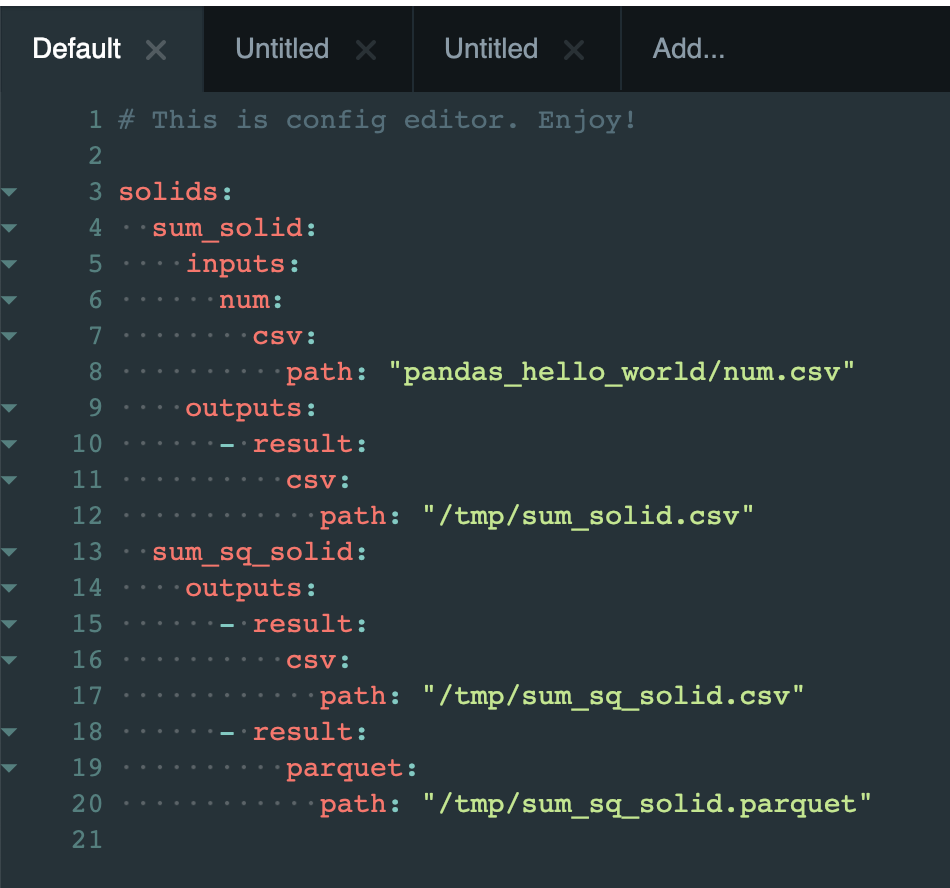 Default × Untitled × Untitled × Add...
1 # This is config editor. Enjoy!
2
3 solids:
4   sum_solid:
5     inputs:
6       num:
7         csv:
8           path: "pandas_hello_world/num.csv"
9     outputs:
10       - result:
11           csv:
12             path: "/tmp/sum_solid.csv"
13   sum_sq_solid:
14     outputs:
15       - result:
16           csv:
17             path: "/tmp/sum_sq_solid.csv"
18       - result:
19           parquet:
20             path: "/tmp/sum_sq_solid.parquet"
21